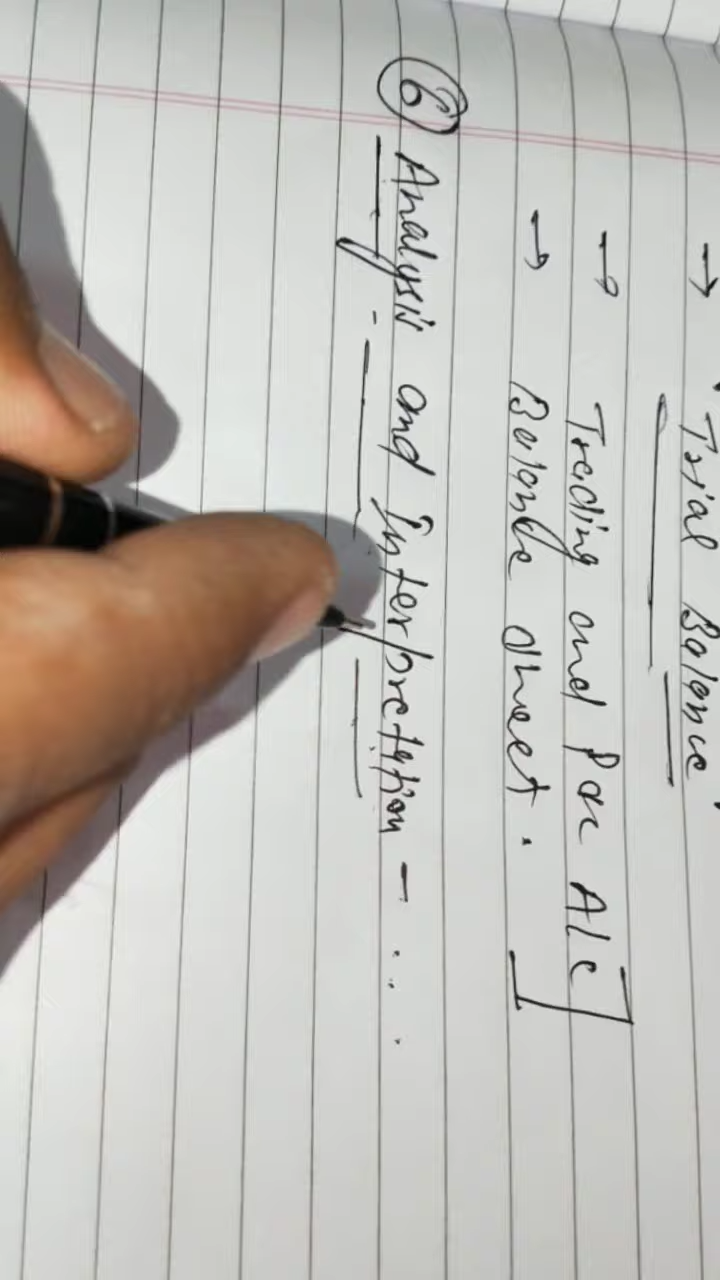 → Trial Balance
→ Trading and P&L A/c
→ Balance sheet.
⑥ Analysis and Interpretation - ...